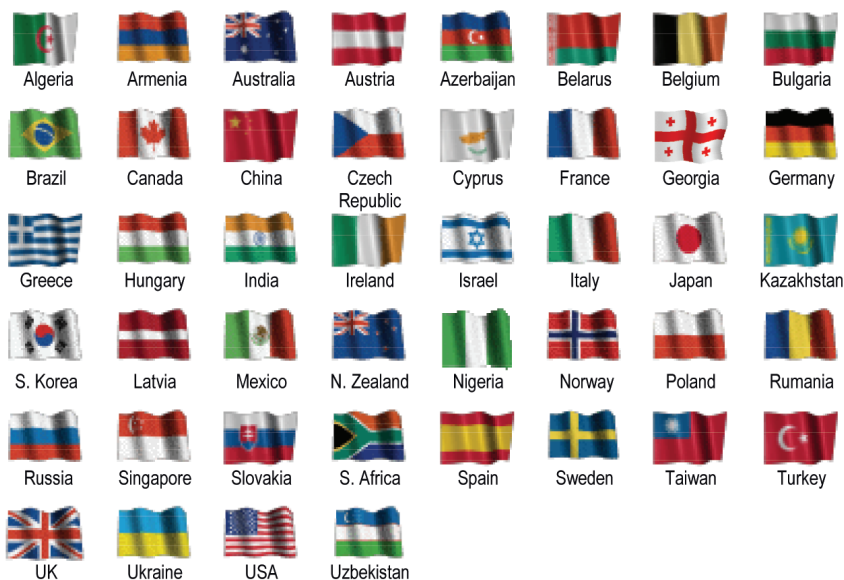 Algeria Armenia Australia Austria Azerbaijan Belarus Belgium Bulgaria
Brazil Canada China Czech Republic Cyprus France Georgia Germany
Greece Hungary India Ireland Israel Italy Japan Kazakhstan
S. Korea Latvia Mexico N. Zealand Nigeria Norway Poland Rumania
Russia Singapore Slovakia S. Africa Spain Sweden Taiwan Turkey
UK Ukraine USA Uzbekistan